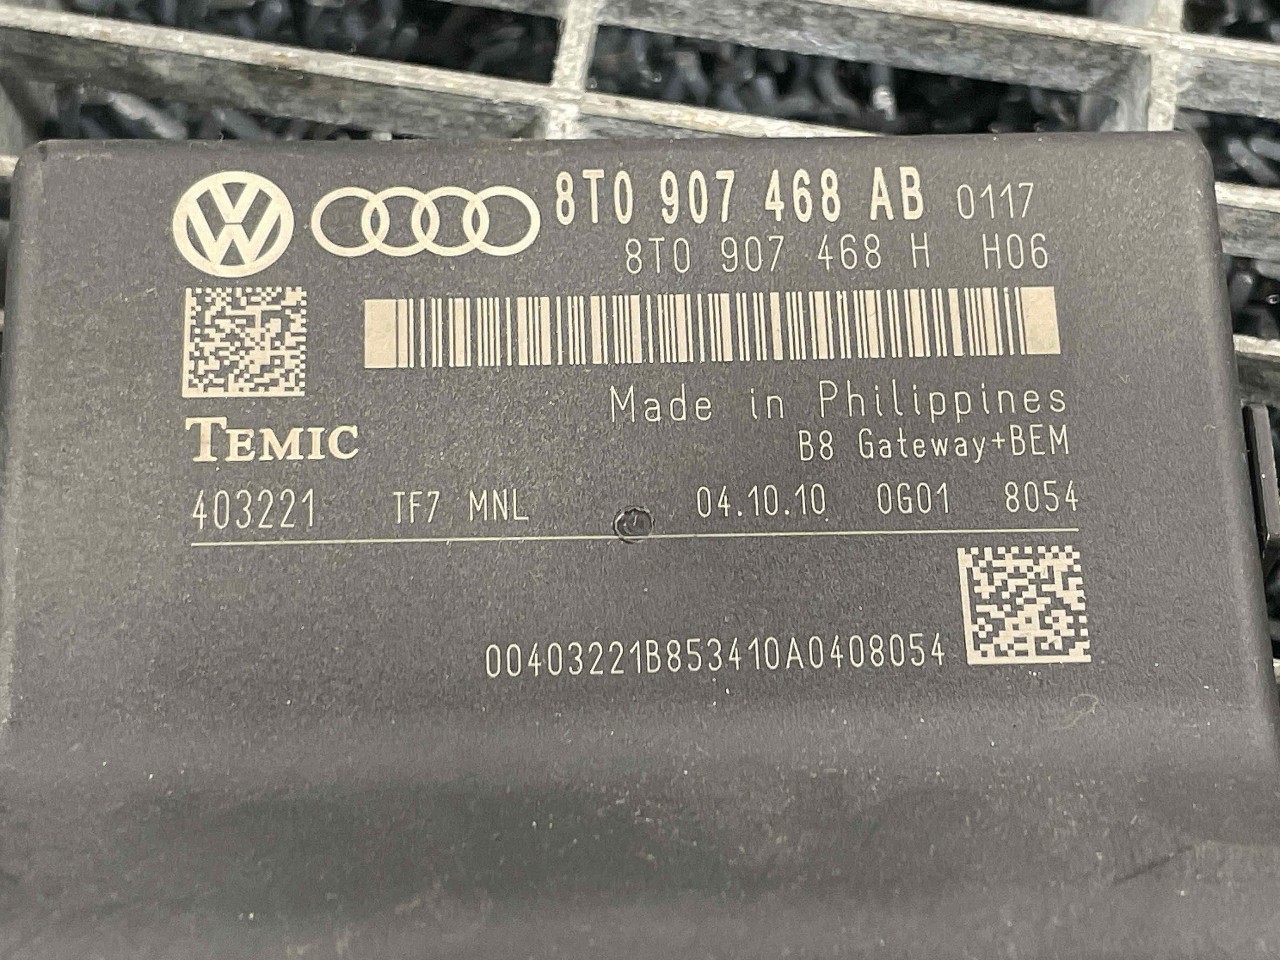 8T0 907 468 AB 0117
8T0 907 468 H H06
Made in Philippines
TEMIC
B8 Gateway+BEM
403221 TF7 MNL 04.10.10 0G01 8054
00403221B853410A0408054